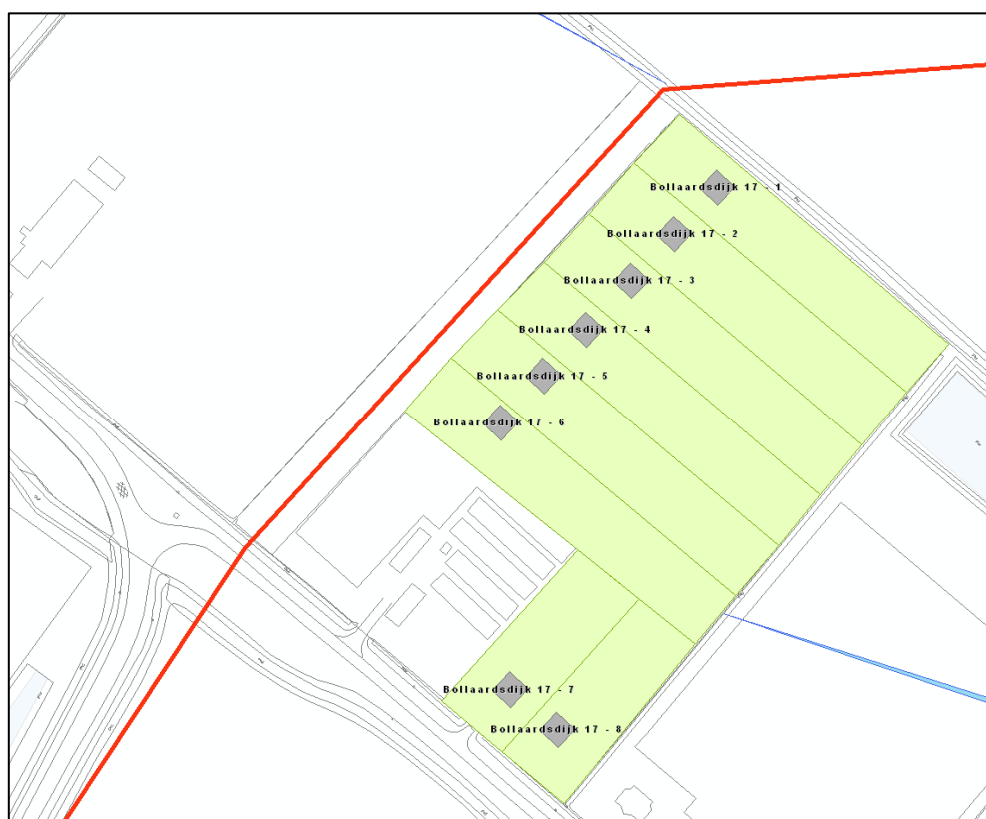 Bollaardsdijk 17 - 1
Bollaardsdijk 17 - 2
Bollaardsdijk 17 - 3
Bollaardsdijk 17 - 4
Bollaardsdijk 17 - 5
Bollaardsdijk 17 - 6
Bollaardsdijk 17 - 7
Bollaardsdijk 17 - 8